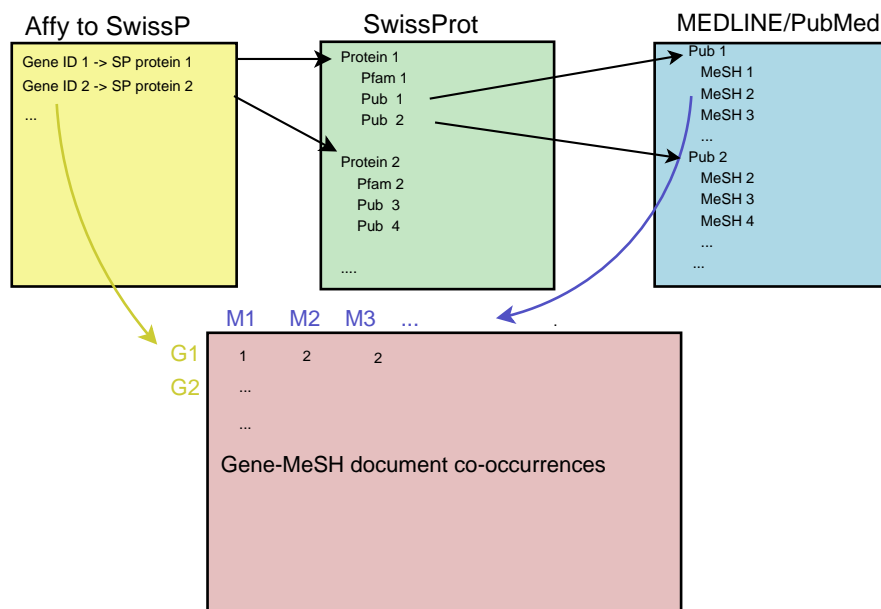 Affy to SwissP
Gene ID 1 -> SP protein 1
Gene ID 2 -> SP protein 2
...
SwissProt
Protein 1
Pfam 1
Pub 1
Pub 2
Protein 2
Pfam 2
Pub 3
Pub 4
....
MEDLINE/PubMed
Pub 1
MeSH 1
MeSH 2
MeSH 3
...
Pub 2
MeSH 2
MeSH 3
MeSH 4
...
...
M1 M2 M3 ... .
G1 1 2 2
G2 ...
...
Gene-MeSH document co-occurrences